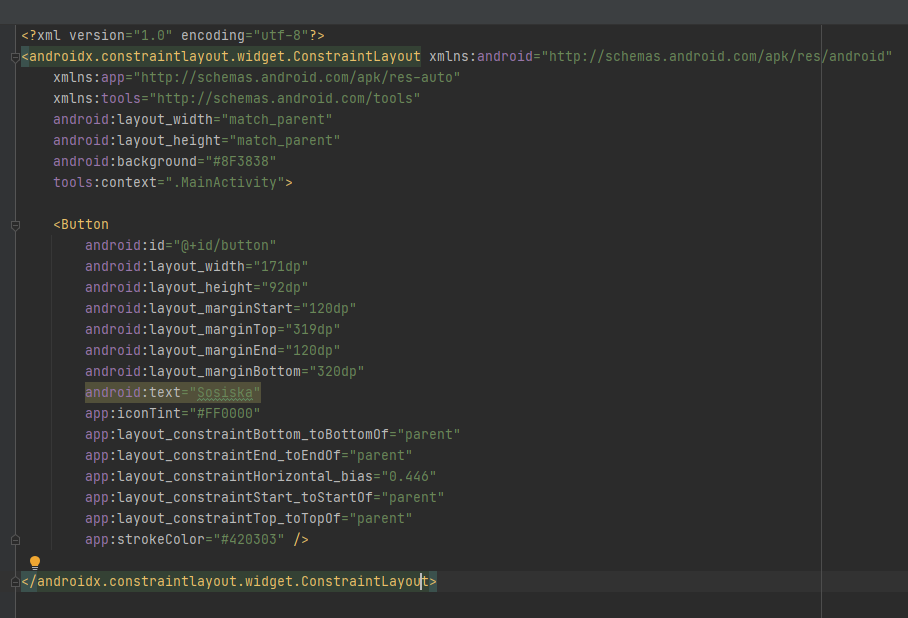 <?xml version="1.0" encoding="utf-8"?>
<androidx.constraintlayout.widget.ConstraintLayout xmlns:android="http://schemas.android.com/apk/res/android"
    xmlns:app="http://schemas.android.com/apk/res-auto"
    xmlns:tools="http://schemas.android.com/tools"
    android:layout_width="match_parent"
    android:layout_height="match_parent"
    android:background="#8F3838"
    tools:context=".MainActivity">

    <Button
        android:id="@+id/button"
        android:layout_width="171dp"
        android:layout_height="92dp"
        android:layout_marginStart="120dp"
        android:layout_marginTop="319dp"
        android:layout_marginEnd="120dp"
        android:layout_marginBottom="320dp"
        android:text="Sosiska"
        app:iconTint="#FF0000"
        app:layout_constraintBottom_toBottomOf="parent"
        app:layout_constraintEnd_toEndOf="parent"
        app:layout_constraintHorizontal_bias="0.446"
        app:layout_constraintStart_toStartOf="parent"
        app:layout_constraintTop_toTopOf="parent"
        app:strokeColor="#420303" />

</androidx.constraintlayout.widget.ConstraintLayout>